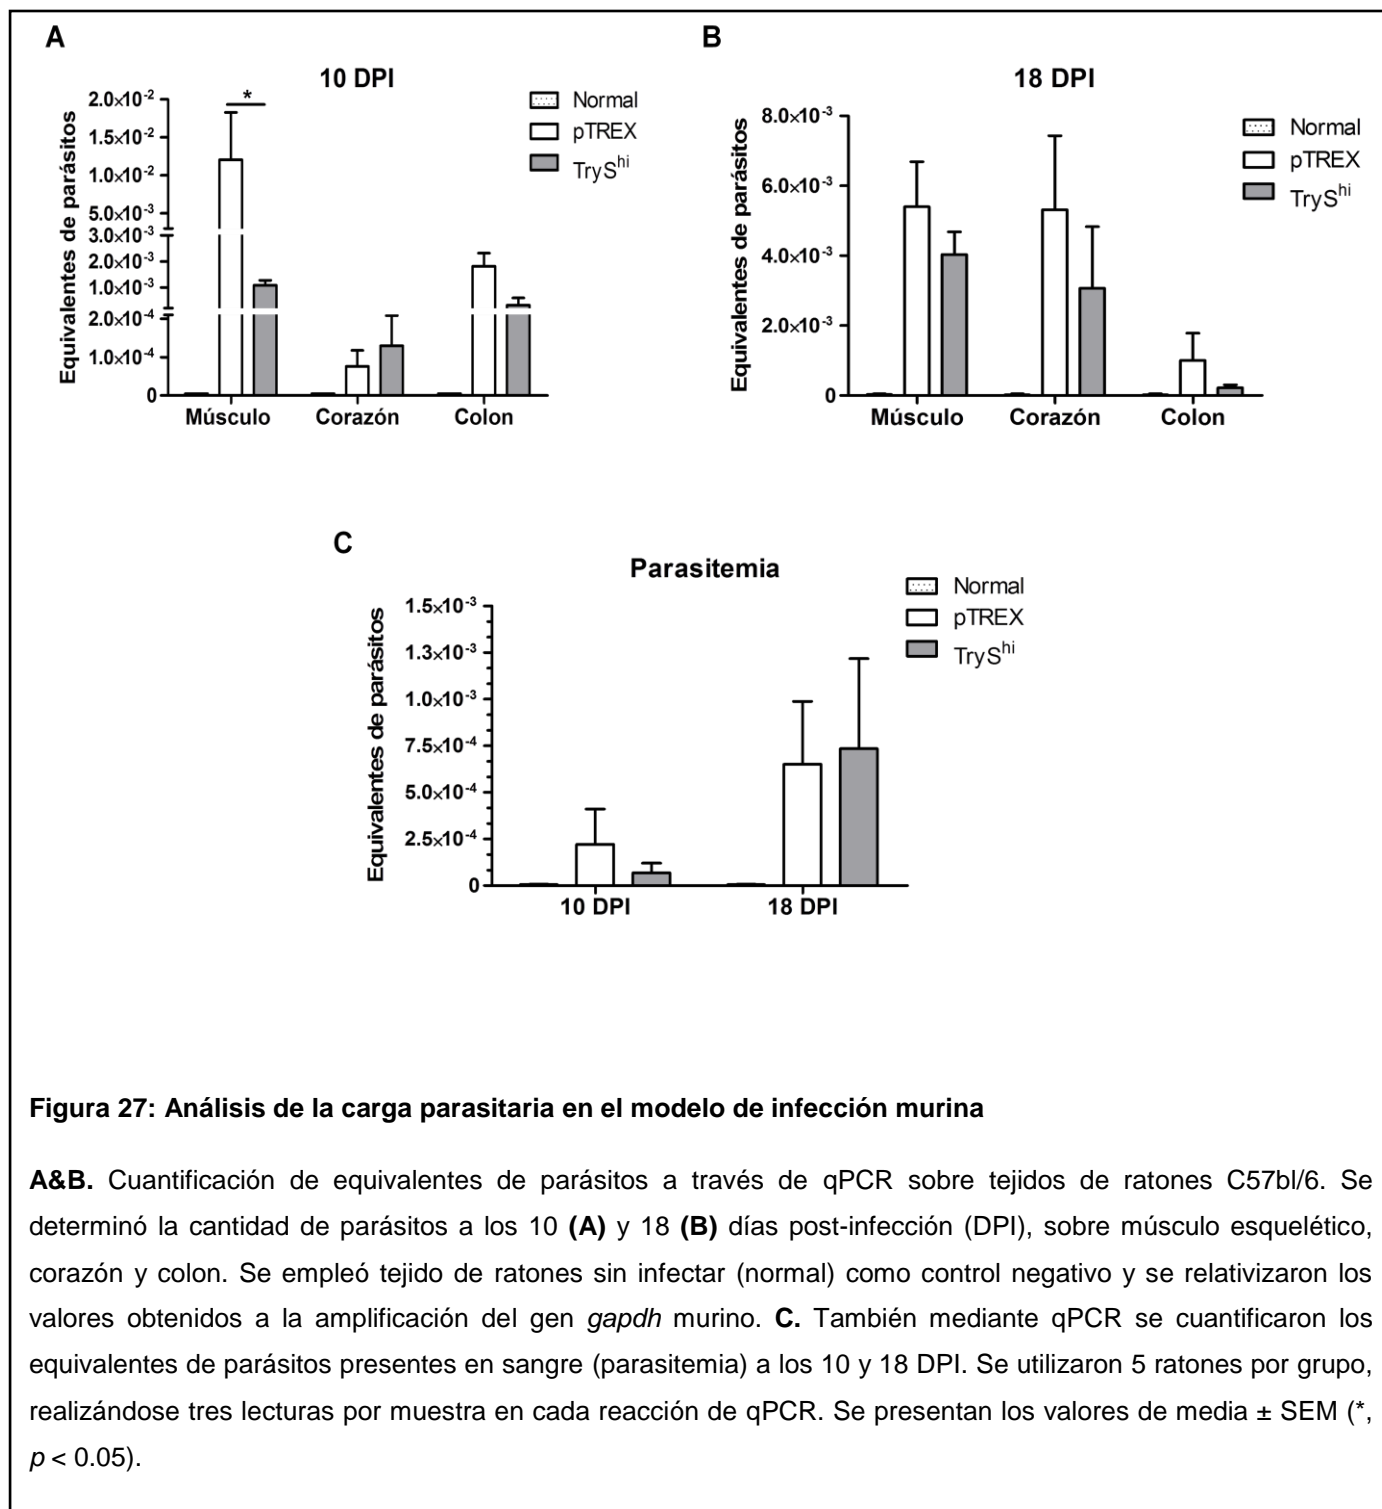 A
10 DPI
Equivalentes de parásitos
2.0×10⁻²
1.5×10⁻²
1.0×10⁻²
5.0×10⁻³
3.0×10⁻³
2.0×10⁻³
1.0×10⁻³
2.0×10⁻⁴
1.0×10⁻⁴
0
*
Músculo Corazón Colon
Normal
pTREX
TrySʰⁱ
B
18 DPI
Equivalentes de parásitos
8.0×10⁻³
6.0×10⁻³
4.0×10⁻³
2.0×10⁻³
0
Músculo Corazón Colon
Normal
pTREX
TrySʰⁱ
C
Parasitemia
Equivalentes de parásitos
1.5×10⁻³
1.3×10⁻³
1.0×10⁻³
7.5×10⁻⁴
5.0×10⁻⁴
2.5×10⁻⁴
0
10 DPI 18 DPI
Normal
pTREX
TrySʰⁱ
Figura 27: Análisis de la carga parasitaria en el modelo de infección murina
A&B. Cuantificación de equivalentes de parásitos a través de qPCR sobre tejidos de ratones C57bl/6. Se
determinó la cantidad de parásitos a los 10 (A) y 18 (B) días post-infección (DPI), sobre músculo esquelético,
corazón y colon. Se empleó tejido de ratones sin infectar (normal) como control negativo y se relativizaron los
valores obtenidos a la amplificación del gen gapdh murino. C. También mediante qPCR se cuantificaron los
equivalentes de parásitos presentes en sangre (parasitemia) a los 10 y 18 DPI. Se utilizaron 5 ratones por grupo,
realizándose tres lecturas por muestra en cada reacción de qPCR. Se presentan los valores de media ± SEM (*,
p < 0.05).